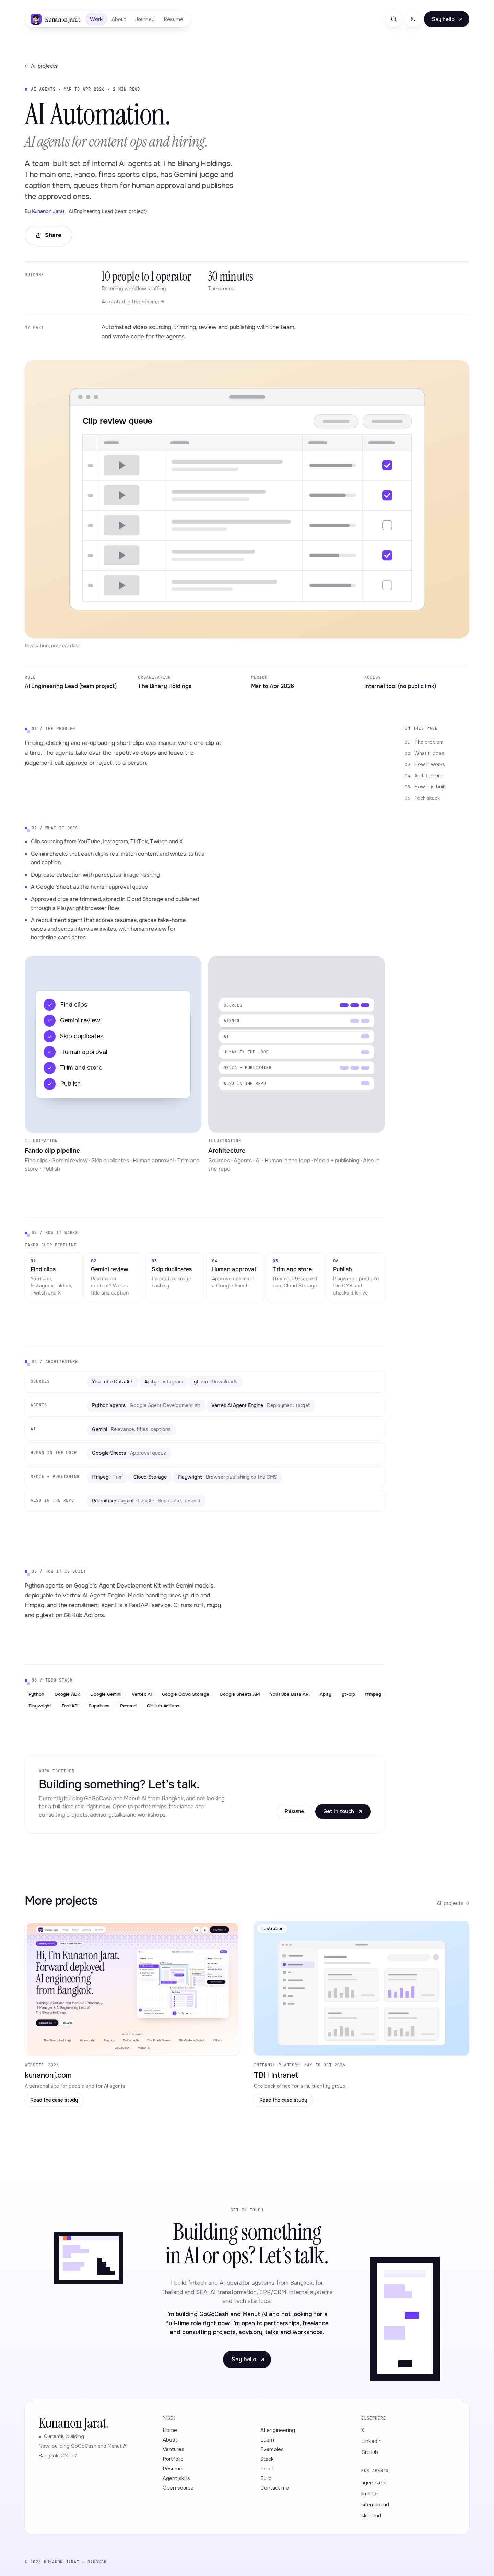 Kunanon Jarat
Work
About
Journey
Résumé
Say hello ↗
← All projects
AI AGENTS · MAR TO APR 2026 · 2 MIN READ
AI Automation.
AI agents for content ops and hiring.
A team-built set of internal AI agents at The Binary Holdings.
The main one, Fando, finds sports clips, has Gemini judge and
caption them, queues them for human approval and publishes
the approved ones.
By Kunanon Jarat · AI Engineering Lead (team project)
Share
OUTCOME
10 people to 1 operator
Recurring workflow staffing
30 minutes
Turnaround
As stated in the résumé →
MY PART
Automated video sourcing, trimming, review and publishing with the team,
and wrote code for the agents.
Clip review queue
Illustration, not real data.
ROLE
AI Engineering Lead (team project)
ORGANISATION
The Binary Holdings
PERIOD
Mar to Apr 2026
ACCESS
Internal tool (no public link)
01 / THE PROBLEM
Finding, checking and re-uploading short clips was manual work, one clip at
a time. The agents take over the repetitive steps and leave the
judgement call, approve or reject, to a person.
ON THIS PAGE
01 The problem
02 What it does
03 How it works
04 Architecture
05 How it is built
06 Tech stack
02 / WHAT IT DOES
Clip sourcing from YouTube, Instagram, TikTok, Twitch and X
Gemini checks that each clip is real match content and writes its title
and caption
Duplicate detection with perceptual image hashing
A Google Sheet as the human approval queue
Approved clips are trimmed, stored in Cloud Storage and published
through a Playwright browser flow
A recruitment agent that scores resumes, grades take-home
cases and sends interview invites, with human review for
borderline candidates
Find clips
Gemini review
Skip duplicates
Human approval
Trim and store
Publish
SOURCES
AGENTS
AI
HUMAN IN THE LOOP
MEDIA + PUBLISHING
ALSO IN THE REPO
ILLUSTRATION
Fando clip pipeline
Find clips · Gemini review · Skip duplicates · Human approval · Trim and
store · Publish
ILLUSTRATION
Architecture
Sources · Agents · AI · Human in the loop · Media + publishing · Also in
the repo
03 / HOW IT WORKS
FANDO CLIP PIPELINE
01
Find clips
YouTube,
Instagram, TikTok,
Twitch and X
02
Gemini review
Real match
content? Writes
title and caption
03
Skip duplicates
Perceptual image
hashing
04
Human approval
Approve column in
a Google Sheet
05
Trim and store
ffmpeg, 29-second
cap, Cloud Storage
06
Publish
Playwright posts to
the CMS and
checks it is live
04 / ARCHITECTURE
SOURCES
YouTube Data API
Apify · Instagram
yt-dlp · Downloads
AGENTS
Python agents · Google Agent Development Kit
Vertex AI Agent Engine · Deployment target
AI
Gemini · Relevance, titles, captions
HUMAN IN THE LOOP
Google Sheets · Approval queue
MEDIA + PUBLISHING
ffmpeg · Trim
Cloud Storage
Playwright · Browser publishing to the CMS
ALSO IN THE REPO
Recruitment agent · FastAPI, Supabase, Resend
05 / HOW IT IS BUILT
Python agents on Google's Agent Development Kit with Gemini models,
deployable to Vertex AI Agent Engine. Media handling uses yt-dlp and
ffmpeg, and the recruitment agent is a FastAPI service. CI runs ruff, mypy
and pytest on GitHub Actions.
06 / TECH STACK
Python
Google ADK
Google Gemini
Vertex AI
Google Cloud Storage
Google Sheets API
YouTube Data API
Apify
yt-dlp
ffmpeg
Playwright
FastAPI
Supabase
Resend
GitHub Actions
WORK TOGETHER
Building something? Let's talk.
Currently building GoGoCash and Manut AI from Bangkok, and not looking
for a full-time role right now. Open to partnerships, freelance and
consulting projects, advisory, talks and workshops.
Résumé
Get in touch ↗
More projects
All projects →
Hi, I'm Kunanon Jarat.
Forward deployed
AI engineering
from Bangkok.
Illustration
WEBSITE 2026
kunanonj.com
A personal site for people and for AI agents.
Read the case study
INTERNAL PLATFORM MAY TO OCT 2026
TBH Intranet
One back office for a multi-entity group.
Read the case study
GET IN TOUCH
Building something
in AI or ops? Let's talk.
I build fintech and AI operator systems from Bangkok, for
Thailand and SEA: AI transformation, ERP/CRM, internal systems
and tech startups.
I'm building GoGoCash and Manut AI and not looking for a
full-time role right now. I'm open to partnerships, freelance
and consulting projects, advisory, talks and workshops.
Say hello ↗
Kunanon Jarat.
Currently building
Now: building GoGoCash and Manut AI
Bangkok, GMT+7
PAGES
Home
About
Ventures
Portfolio
Résumé
Agent skills
Open source
AI engineering
Learn
Examples
Stack
Proof
Build
Contact me
ELSEWHERE
X
LinkedIn
GitHub
FOR AGENTS
agents.md
llms.txt
sitemap.md
skills.md
© 2026 KUNANON JARAT · BANGKOK